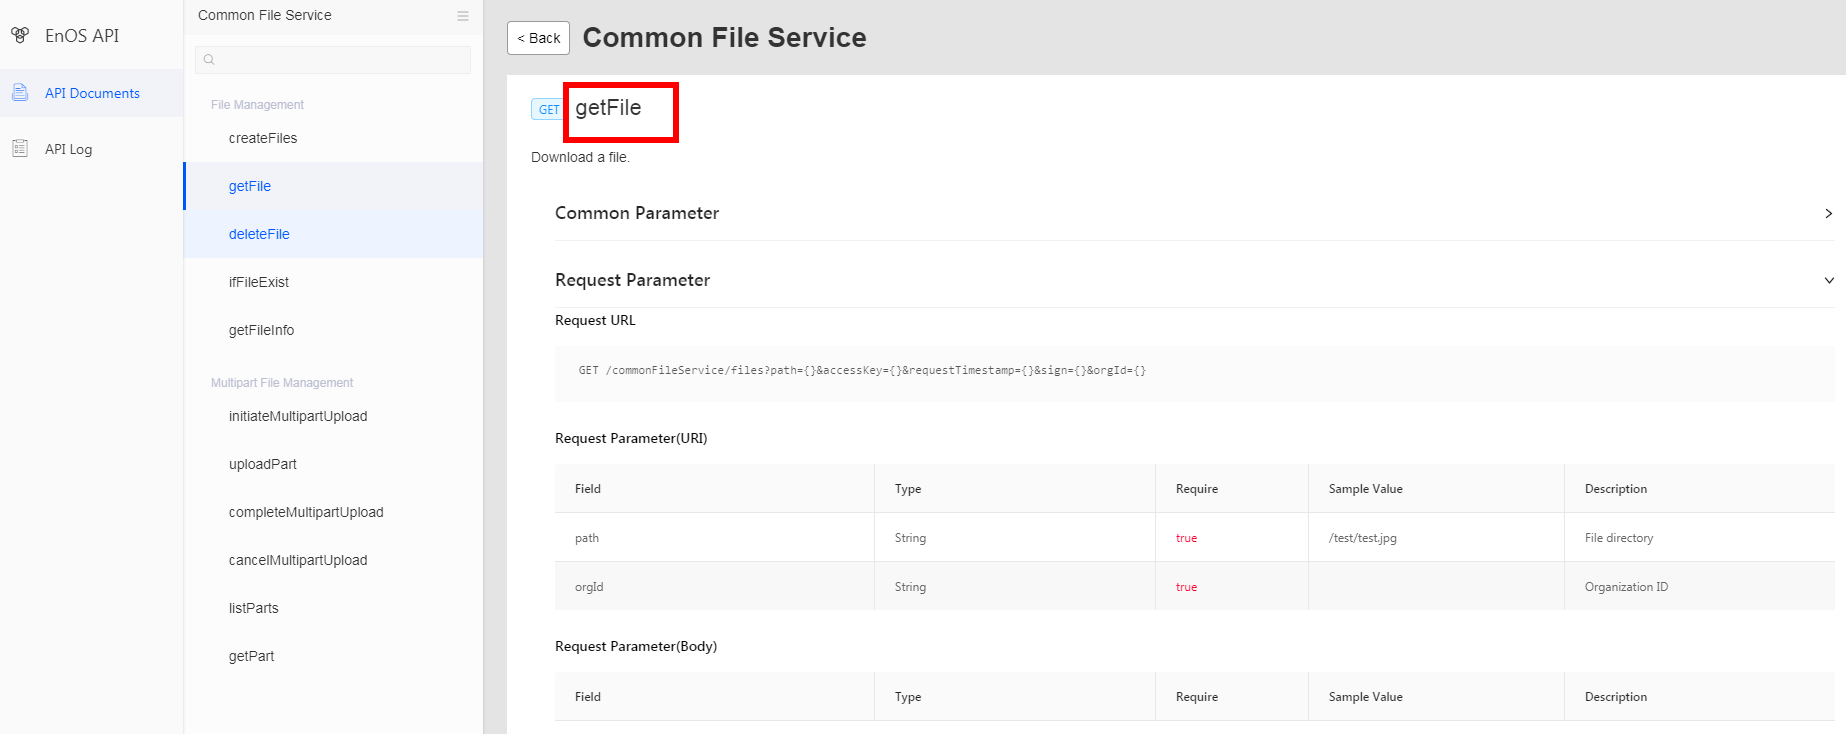 EnOS API
API Documents
API Log
Common File Service
File Management
createFiles
getFile
deleteFile
ifFileExist
getFileInfo
Multipart File Management
initiateMultipartUpload
uploadPart
completeMultipartUpload
cancelMultipartUpload
listParts
getPart
< Back
Common File Service
GET
getFile
Download a file.
Common Parameter
Request Parameter
Request URL
GET /commonFileService/files?path={}&accessKey={}&requestTimestamp={}&sign={}&orgId={}
Request Parameter(URI)
Field Type Require Sample Value Description
path String true /test/test.jpg File directory
orgId String true Organization ID
Request Parameter(Body)
Field Type Require Sample Value Description